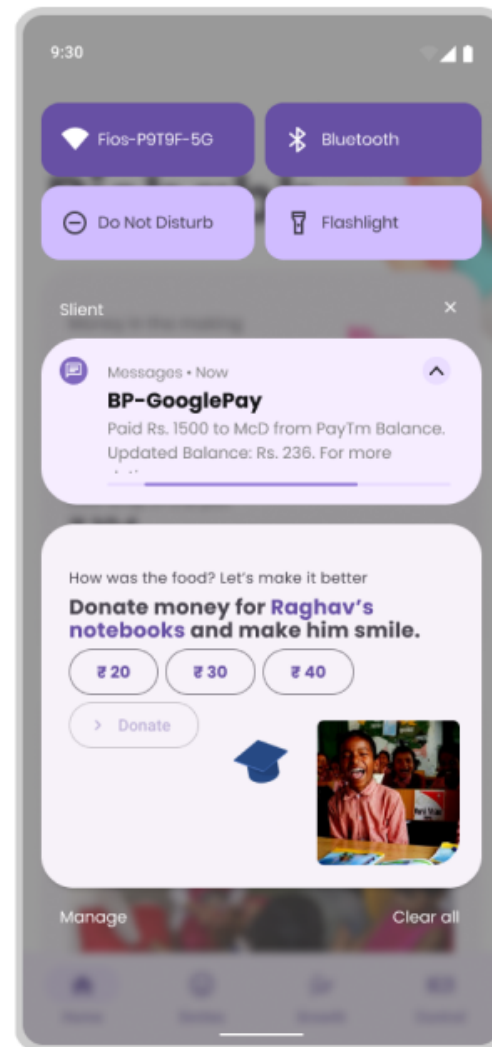 9:30
Fios-P9T9F-5G
Bluetooth
Do Not Disturb
Flashlight
Slient
Messages • Now
BP-GooglePay
Paid Rs. 1500 to McD from PayTm Balance.
Updated Balance: Rs. 236. For more
How was the food? Let's make it better
Donate money for Raghav's
notebooks and make him smile.
₹ 20
₹ 30
₹ 40
> Donate
Manage
Clear all